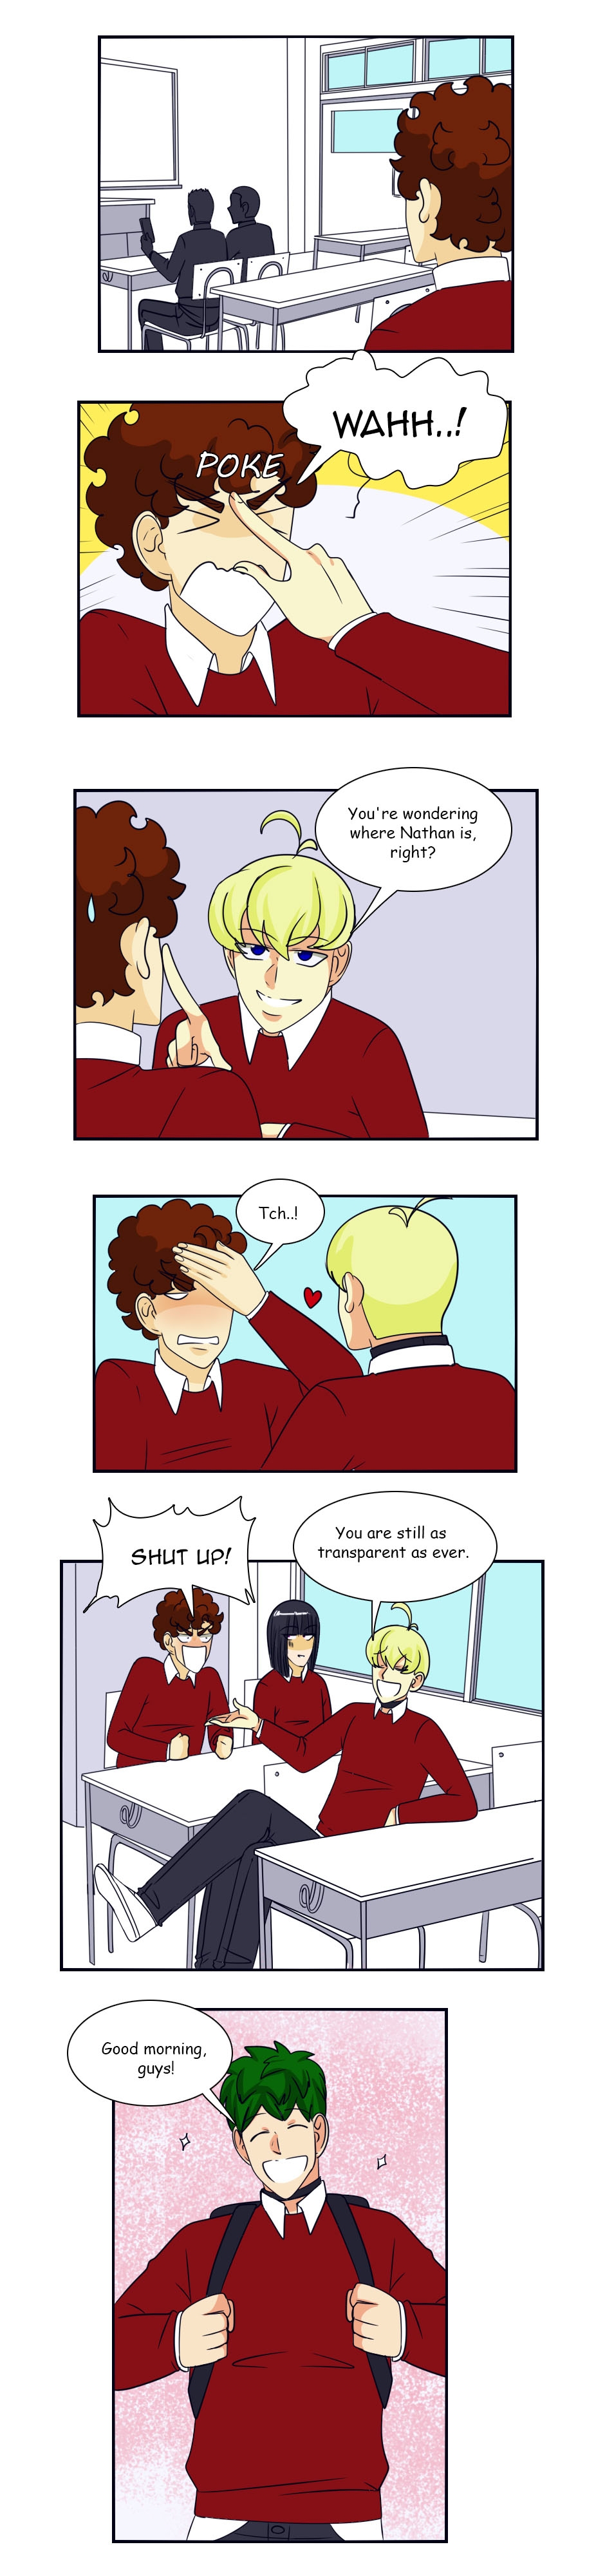 WAHH..!
POKE
You're wondering
where Nathan is,
right?
Tch..!
SHUT UP!
You are still as
transparent as ever.
Good morning,
guys!